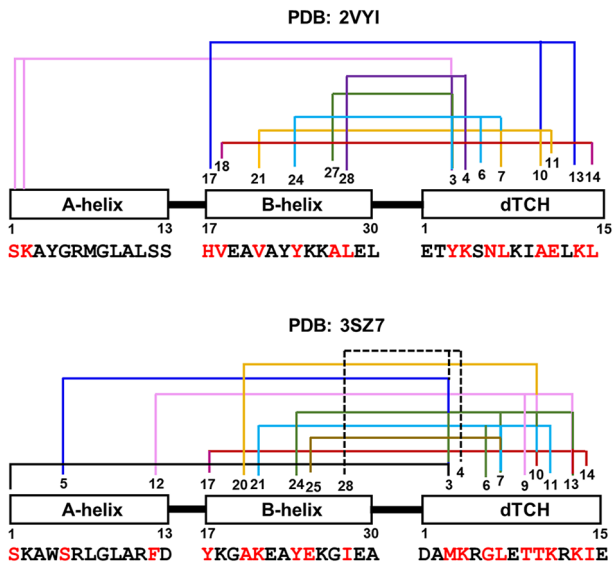 PDB: 2VYI
17 18 21 24 27 28 3 4 6 7 10 11 13 14
A-helix B-helix dTCH
1 13 17 30 1 15
SKAYGRMGLALSS HVEAVAYYKKALEL ETYKSNLKIAELKL
PDB: 3SZ7
5 12 17 20 21 24 25 28 3 4 6 7 9 10 11 13 14
A-helix B-helix dTCH
1 13 17 30 1 15
SKAWSRLGLARFD YKGAKEAYEKGIEA DAMKRGLETTKRKIE